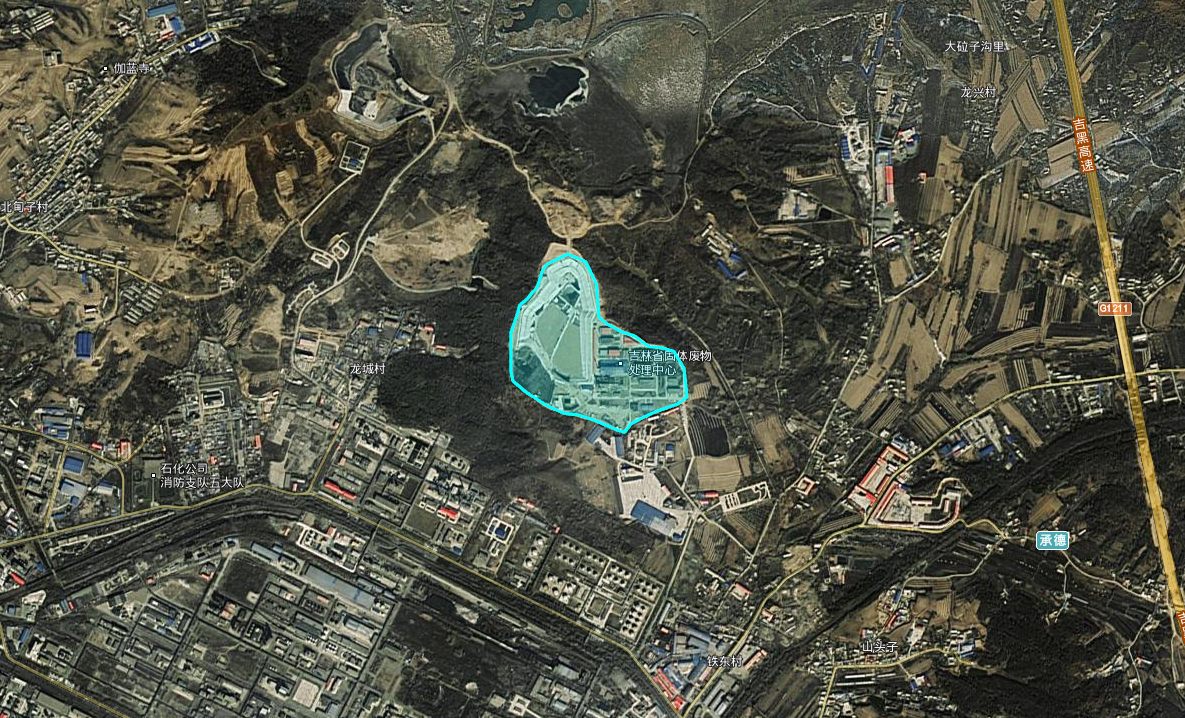 大砬子沟里
伽蓝寺
龙兴村
吉黑高速
北甸子村
G1211
吉林省固体废物
处理中心
龙城村
石化公司
消防支队五大队
承德
山头子
铁东村